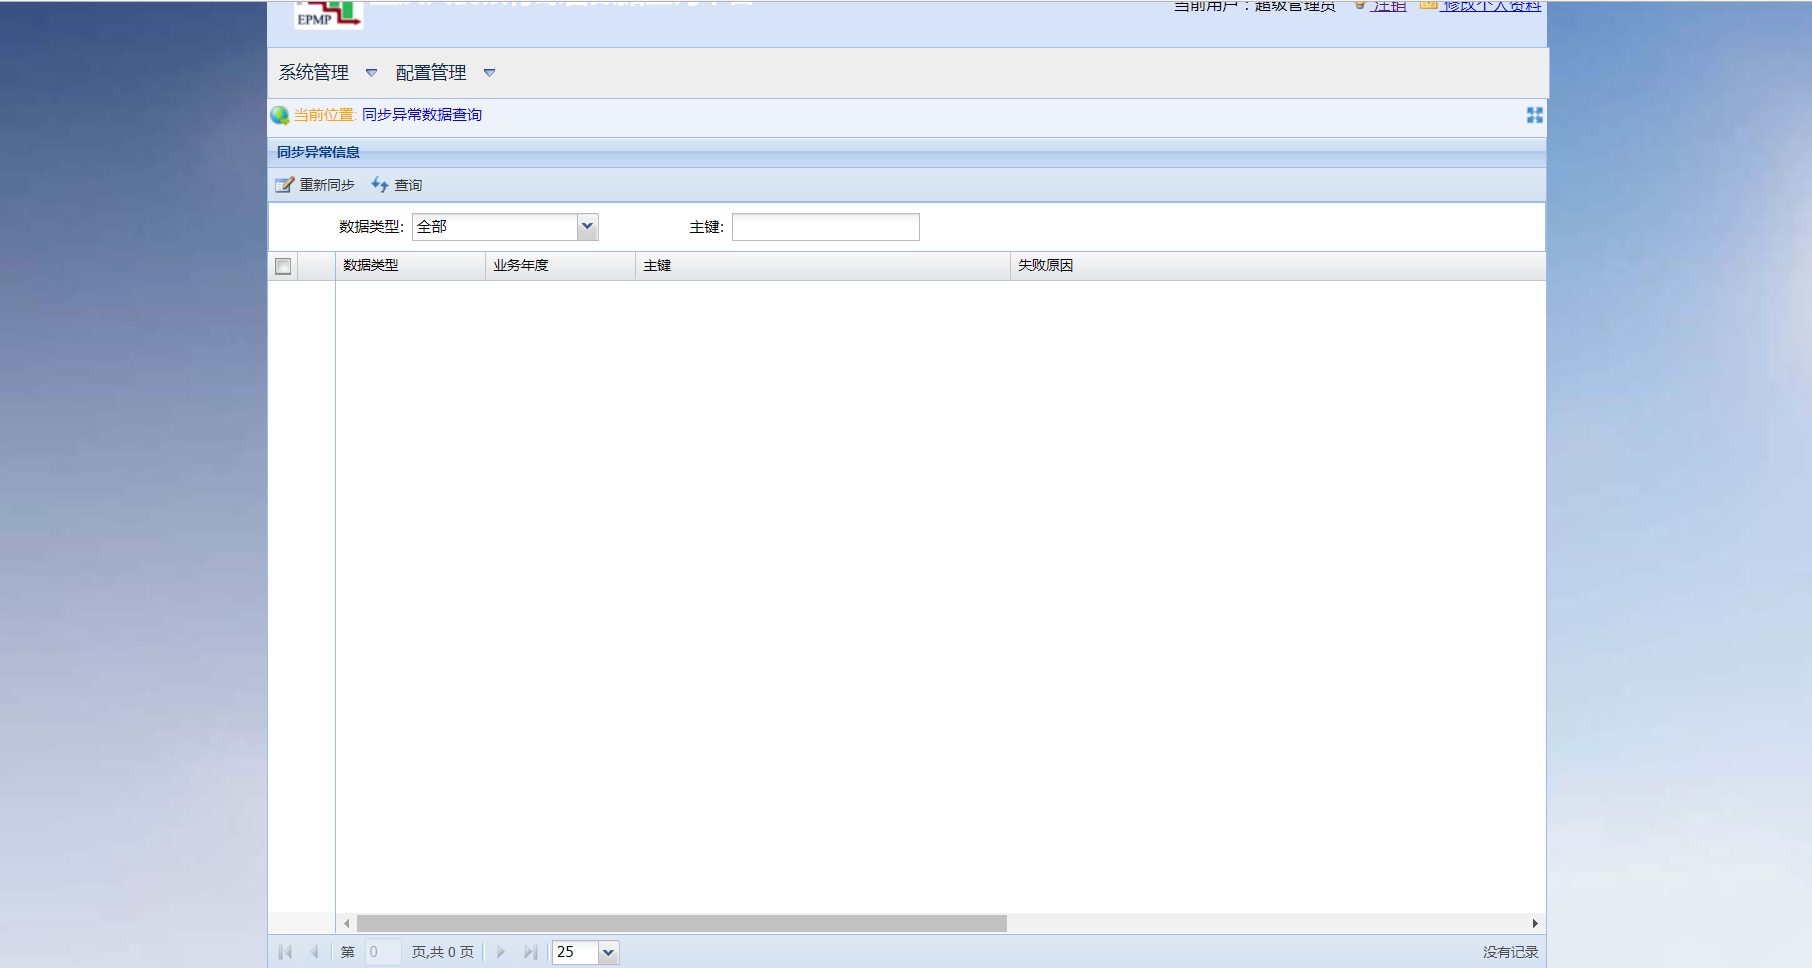 EPMP
当前用户：超级管理员 注销 修改个人资料
系统管理 配置管理
当前位置: 同步异常数据查询
同步异常信息
重新同步 查询
数据类型: 全部 主键:
数据类型 业务年度 主键 失败原因
第 0 页,共 0 页 25 没有记录